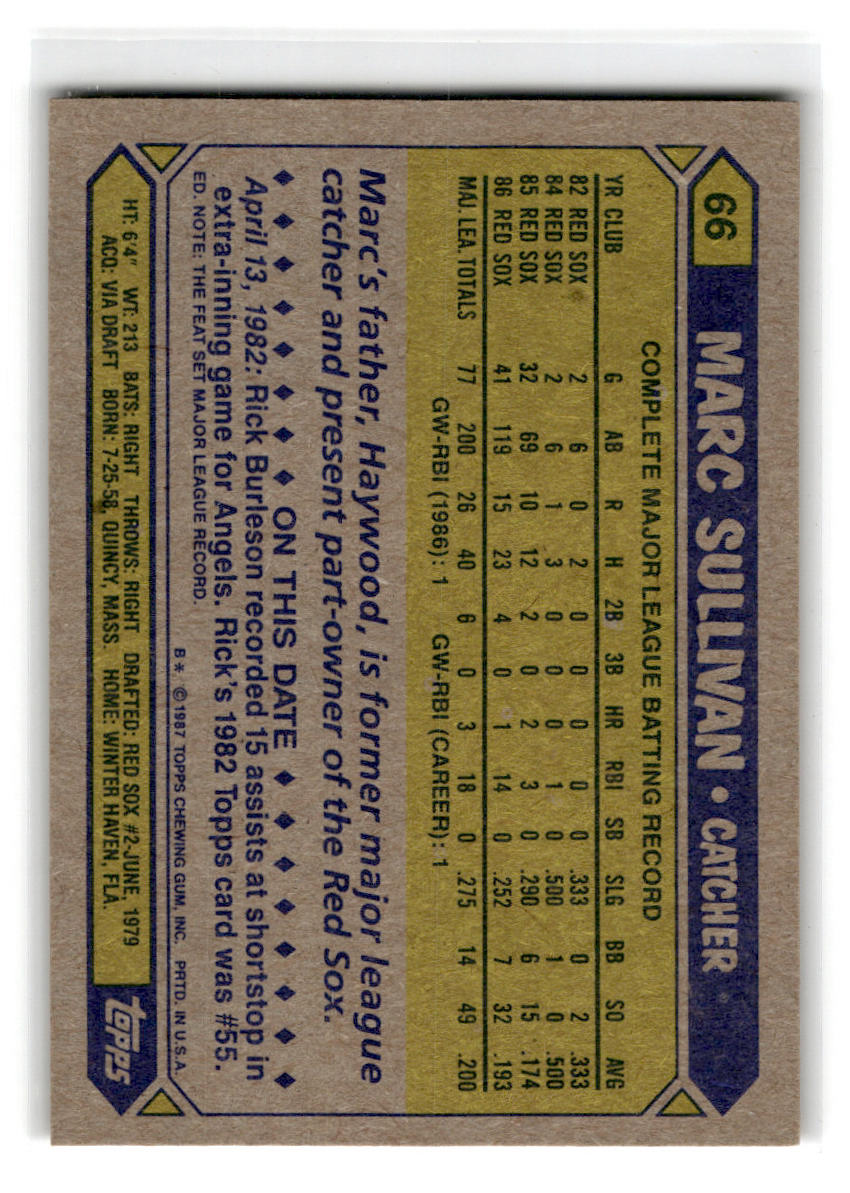 66 MARC SULLIVAN • CATCHER
COMPLETE MAJOR LEAGUE BATTING RECORD
YR CLUB G AB R H 2B 3B HR RBI SB SLG BB SO AVG
82 RED SOX 2 6 0 2 0 0 0 0 0 .333 0 2 .333
84 RED SOX 2 6 1 3 0 0 0 1 0 .500 1 0 .500
85 RED SOX 32 69 10 12 2 0 2 3 0 .290 6 15 .174
86 RED SOX 41 119 15 23 4 0 1 14 0 .252 7 32 .193
MAJ. LEA. TOTALS 77 200 26 40 6 0 3 18 0 .275 14 49 .200
GW-RBI (1986): 1 GW-RBI (CAREER): 1
Marc's father, Haywood, is former major league
catcher and present part-owner of the Red Sox.
ON THIS DATE
April 13, 1982: Rick Burleson recorded 15 assists at shortstop in
extra-inning game for Angels. Rick's 1982 Topps card was #55.
ED. NOTE: THE FEAT SET MAJOR LEAGUE RECORD.
B* ©1987 TOPPS CHEWING GUM, INC. PRTD. IN U.S.A.
HT: 6'4" WT: 213 BATS: RIGHT THROWS: RIGHT DRAFTED: RED SOX #2-JUNE, 1979
ACQ: VIA DRAFT BORN: 7-25-58, QUINCY, MASS. HOME: WINTER HAVEN, FLA.
topps